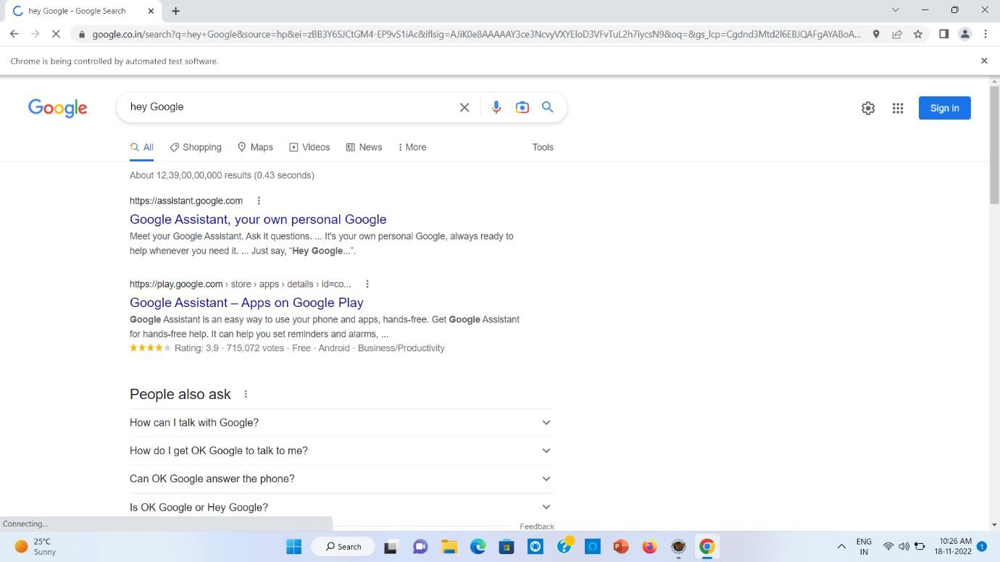 hey Google - Google Search
google.co.in/search?q=hey+Google&source=hp&ei=zBB3Y6SJCtGM4-EP9vS1iAc&iflsig=AJiK0e8AAAAAY3ce3NcvyVXYEloD3VFvTuL2h7iycsN9&oq=&gs_lcp=Cgdnd3Mtd2l6EBJQAFgAYABoA...
Chrome is being controlled by automated test software.
Google
hey Google
Sign in
All Shopping Maps Videos News More Tools
About 12,39,00,00,000 results (0.43 seconds)
https://assistant.google.com
Google Assistant, your own personal Google
Meet your Google Assistant. Ask it questions. ... It's your own personal Google, always ready to
help whenever you need it. ... Just say, “Hey Google...”.
https://play.google.com › store › apps › details › id=co...
Google Assistant – Apps on Google Play
Google Assistant is an easy way to use your phone and apps, hands-free. Get Google Assistant
for hands-free help. It can help you set reminders and alarms, ...
Rating: 3.9 · 715,072 votes · Free · Android · Business/Productivity
People also ask
How can I talk with Google?
How do I get OK Google to talk to me?
Can OK Google answer the phone?
Is OK Google or Hey Google?
Connecting...
Feedback
25°C
Sunny
Search
ENG
IN
10:26 AM
18-11-2022
1